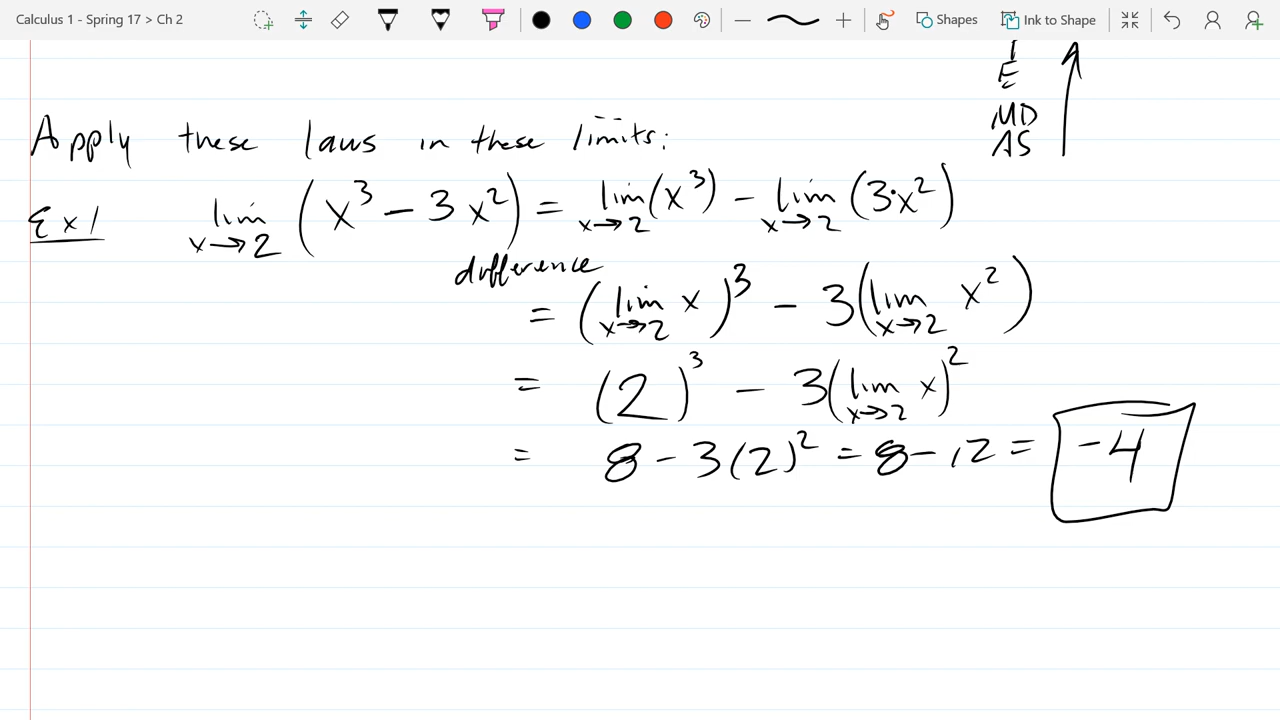 Calculus 1 - Spring 17 > Ch 2
Shapes
Ink to Shape
E
MD
AS
Apply these laws in these limits:
Ex 1 lim x→2 (x³ - 3x²) = lim x→2 (x³) - lim x→2 (3·x²)
difference
= (lim x→2 x)³ - 3(lim x→2 x²)
= (2)³ - 3(lim x→2 x)²
= 8 - 3(2)² = 8 - 12 = -4